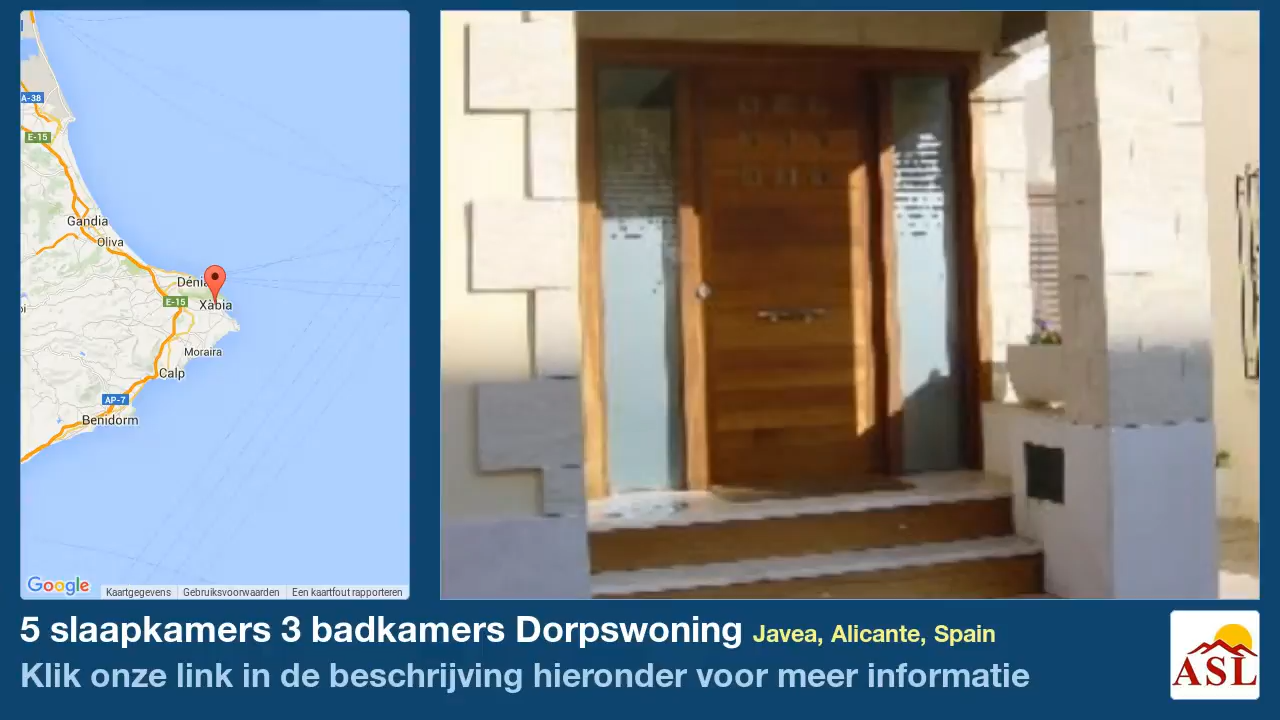 A-38
E-15
Gandia
Oliva
Dénia
E-15
Xàbia
Moraira
Calp
AP-7
Benidorm
Google
Kaartgegevens
Gebruiksvoorwaarden
Een kaartfout rapporteren
5 slaapkamers 3 badkamers Dorpswoning Javea, Alicante, Spain
Klik onze link in de beschrijving hieronder voor meer informatie
ASL